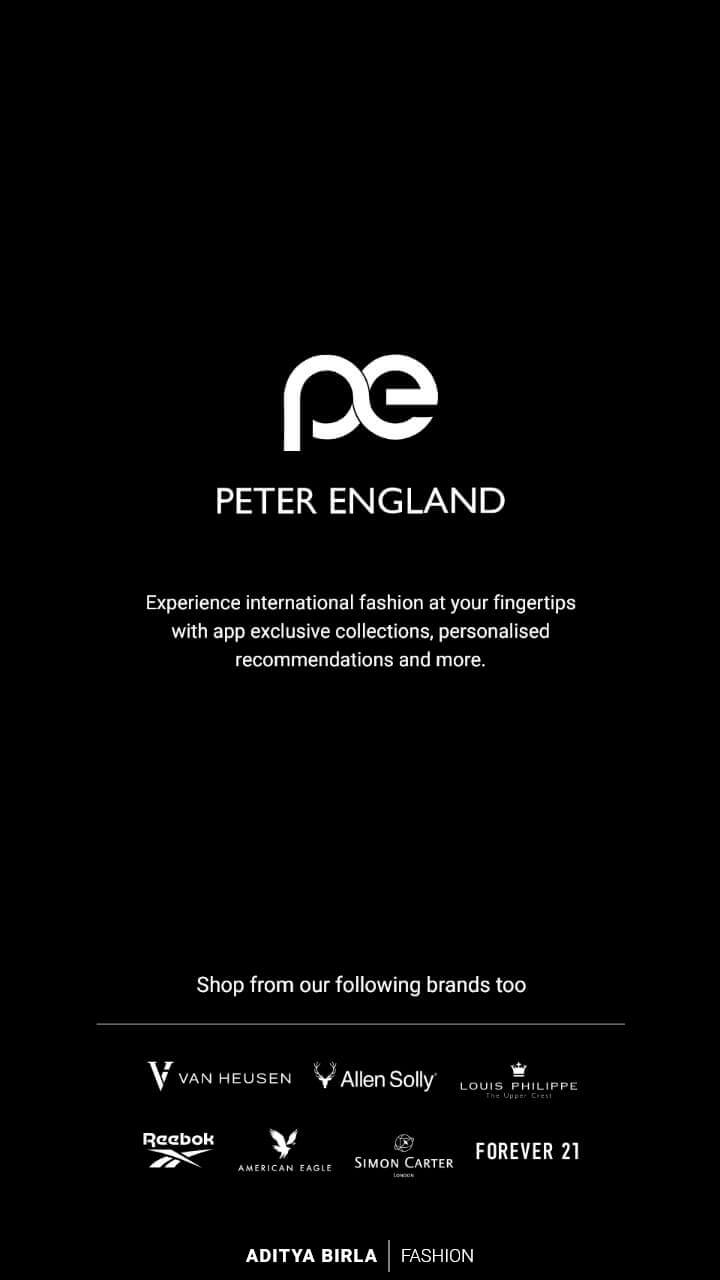 pe
PETER ENGLAND
Experience international fashion at your fingertips
with app exclusive collections, personalised
recommendations and more.
Shop from our following brands too
V VAN HEUSEN Allen Solly LOUIS PHILIPPE
The Upper Crest
Reebok AMERICAN EAGLE SIMON CARTER FOREVER 21
LONDON
ADITYA BIRLA | FASHION